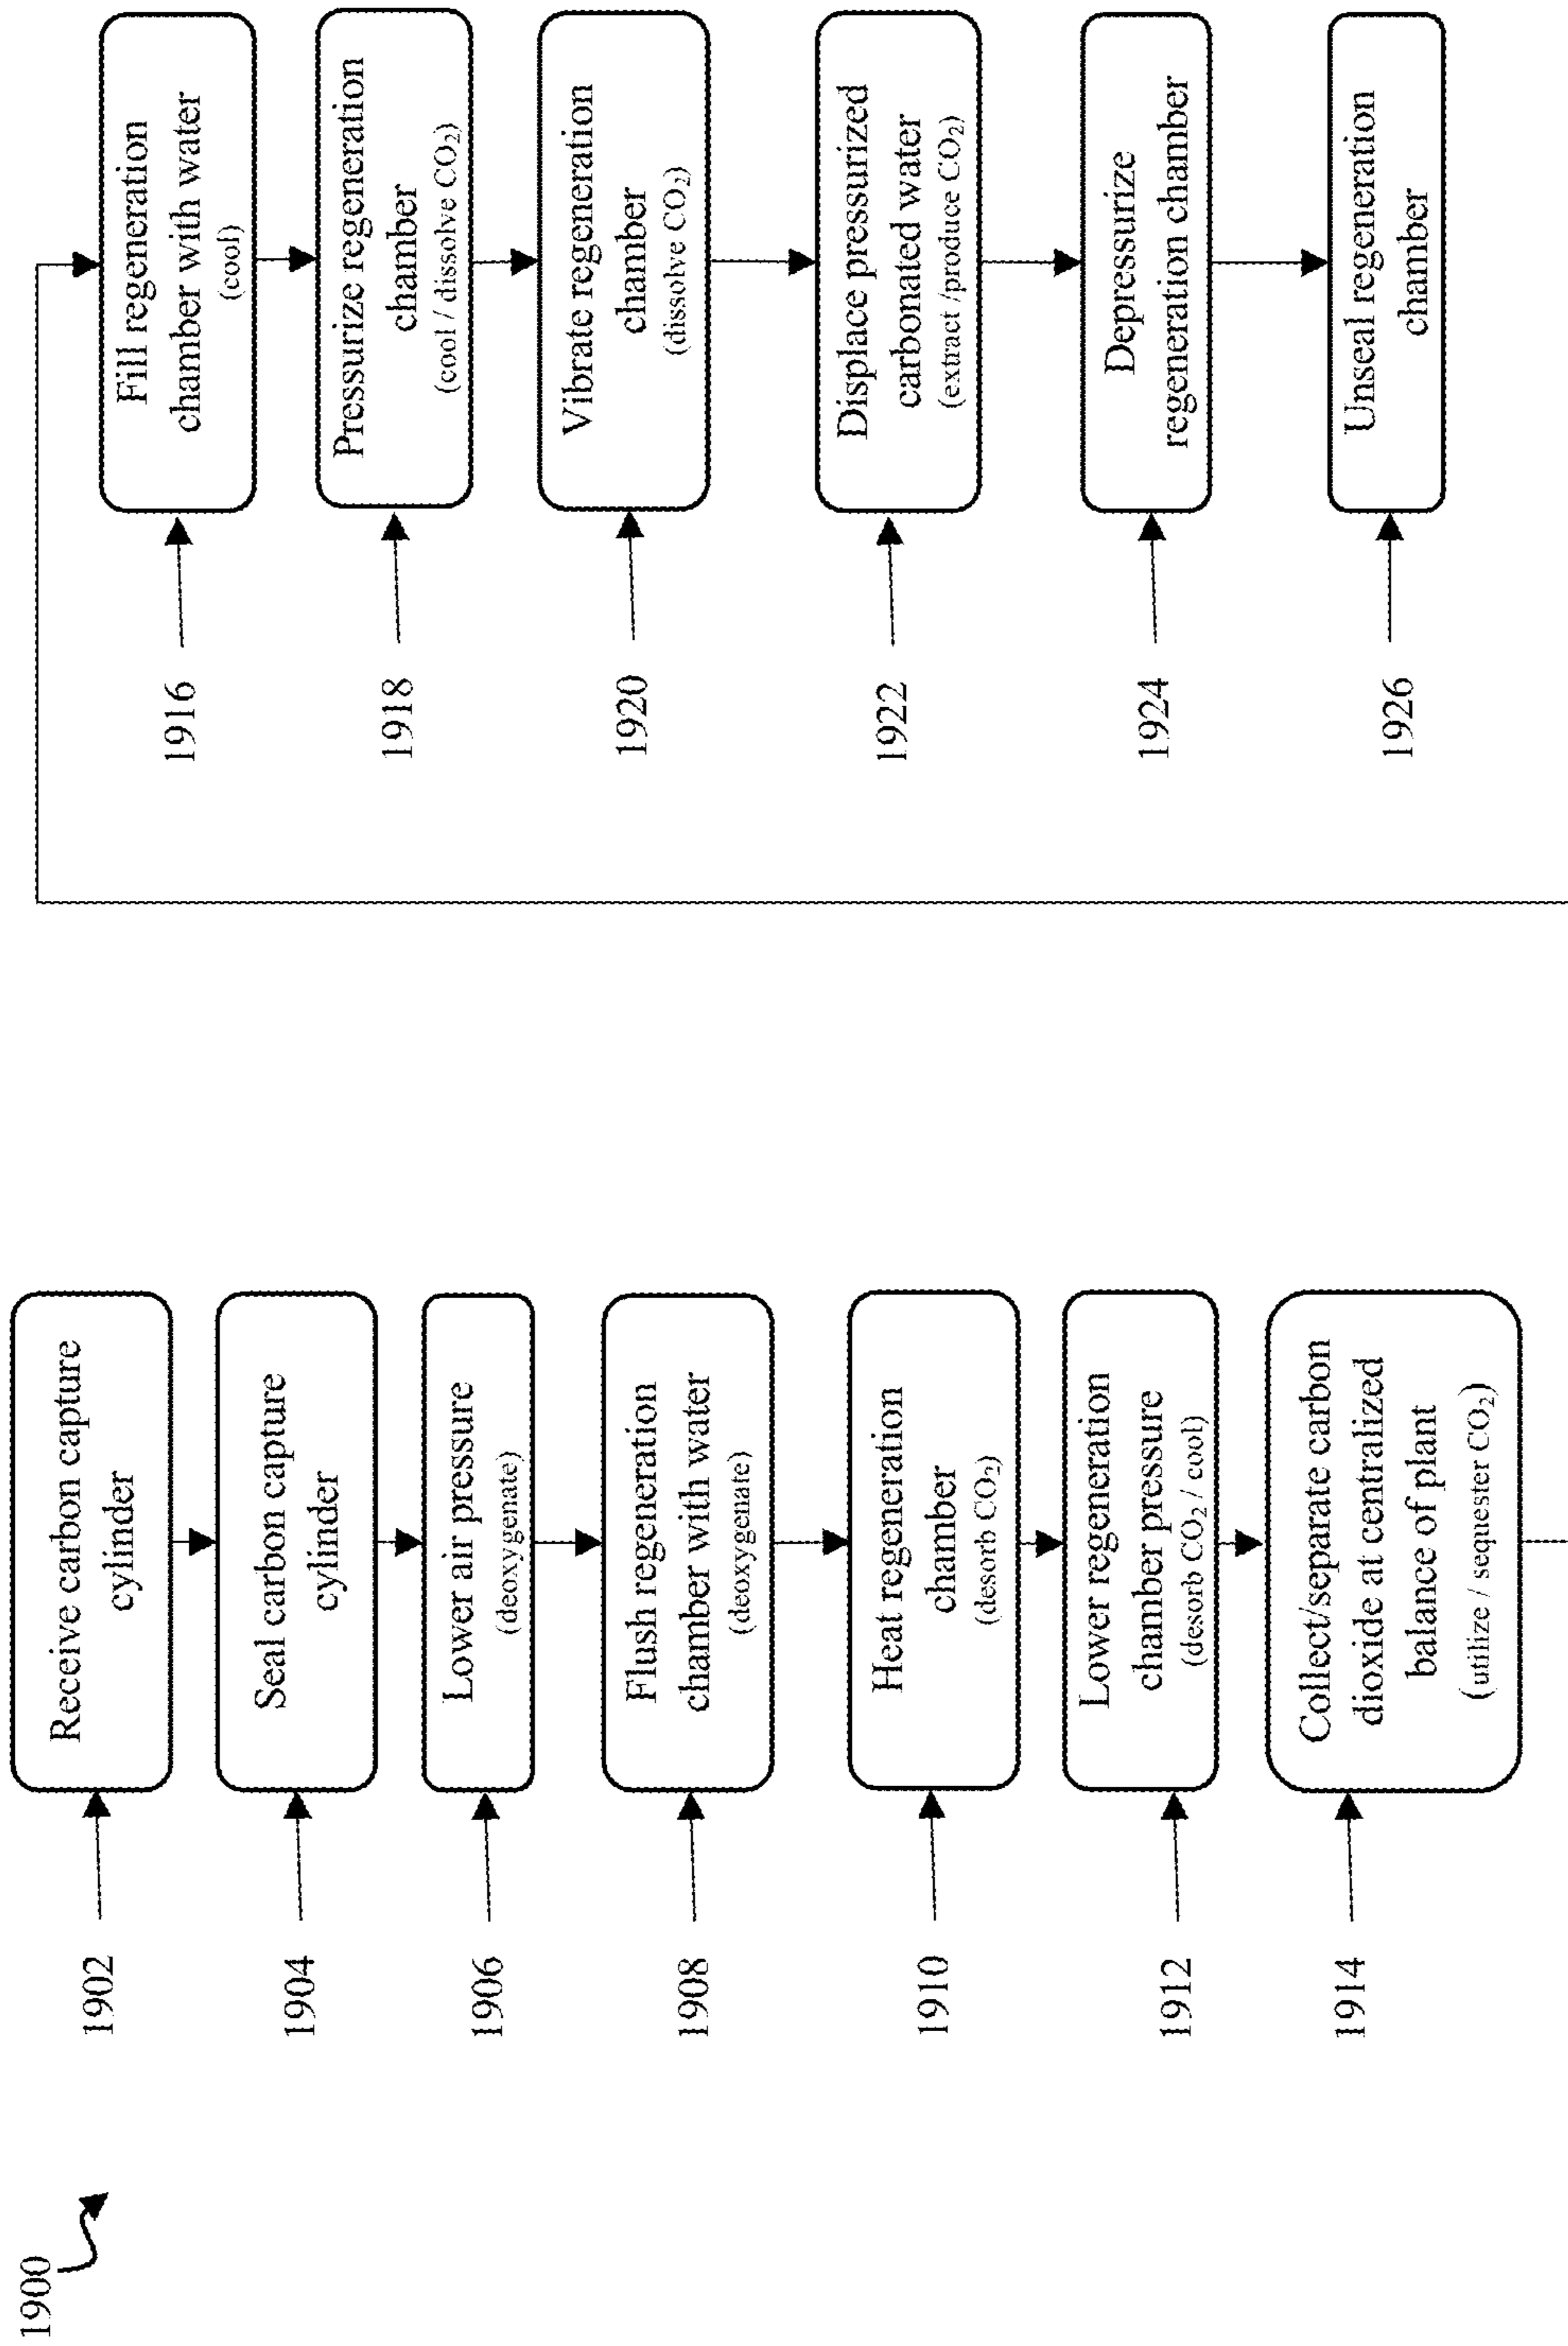 1900
1902
Receive carbon capture
cylinder
1904
Seal carbon capture
cylinder
1906
Lower air pressure
(deoxygenate)
1908
Flush regeneration
chamber with water
(deoxygenate)
1910
Heat regeneration
chamber
(desorb CO₂)
1912
Lower regeneration
chamber pressure
(desorb CO₂ / cool)
1914
Collect/separate carbon
dioxide at centralized
balance of plant
(utilize / sequester CO₂)
1916
Fill regeneration
chamber with water
(cool)
1918
Pressurize regeneration
chamber
(cool / dissolve CO₂)
1920
Vibrate regeneration
chamber
(dissolve CO₂)
1922
Displace pressurized
carbonated water
(extract /produce CO₂)
1924
Depressurize
regeneration chamber
1926
Unseal regeneration
chamber